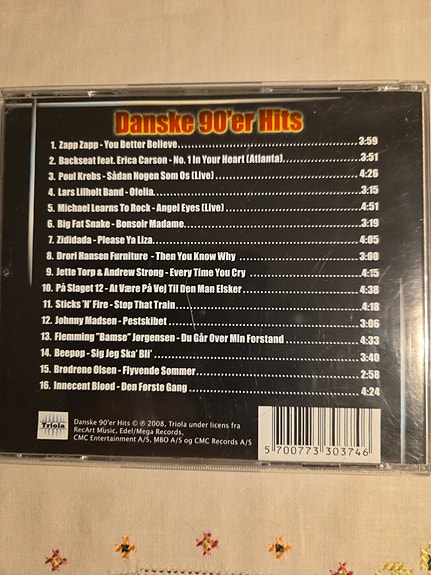 Danske 90'er Hits
1. Zapp Zapp - You Better Believe 3:59
2. Backseat feat. Erica Carson - No. 1 In Your Heart (Atlanta) 3:51
3. Poul Krebs - Sådan Nogen Som Os (Live) 4:26
4. Lars Lilholt Band - Ofelia 3:15
5. Michael Learns To Rock - Angel Eyes (Live) 4:51
6. Big Fat Snake - Bonsoir Madame 3:19
7. Zididada - Please Ya Liza 4:05
8. Drori Hansen Furniture - Then You Know Why 3:00
9. Jette Torp & Andrew Strong - Every Time You Cry 4:15
10. På Slaget 12 - At Være På Vej Til Den Man Elsker 4:38
11. Sticks 'N' Fire - Stop That Train 4:18
12. Johnny Madsen - Pestskibet 3:06
13. Flemming "Bamse" Jørgensen - Du Går Over Min Forstand 4:33
14. Beepop - Sig Jeg Ska' Bli' 3:40
15. Brødrene Olsen - Flyvende Sommer 2:58
16. Innocent Blood - Den Første Gang 4:24
Triola
Danske 90'er Hits © ℗ 2008, Triola under licens fra
RecArt Music, Edel/Mega Records,
CMC Entertainment A/S, MBO A/S og CMC Records A/S
5 700773 303746